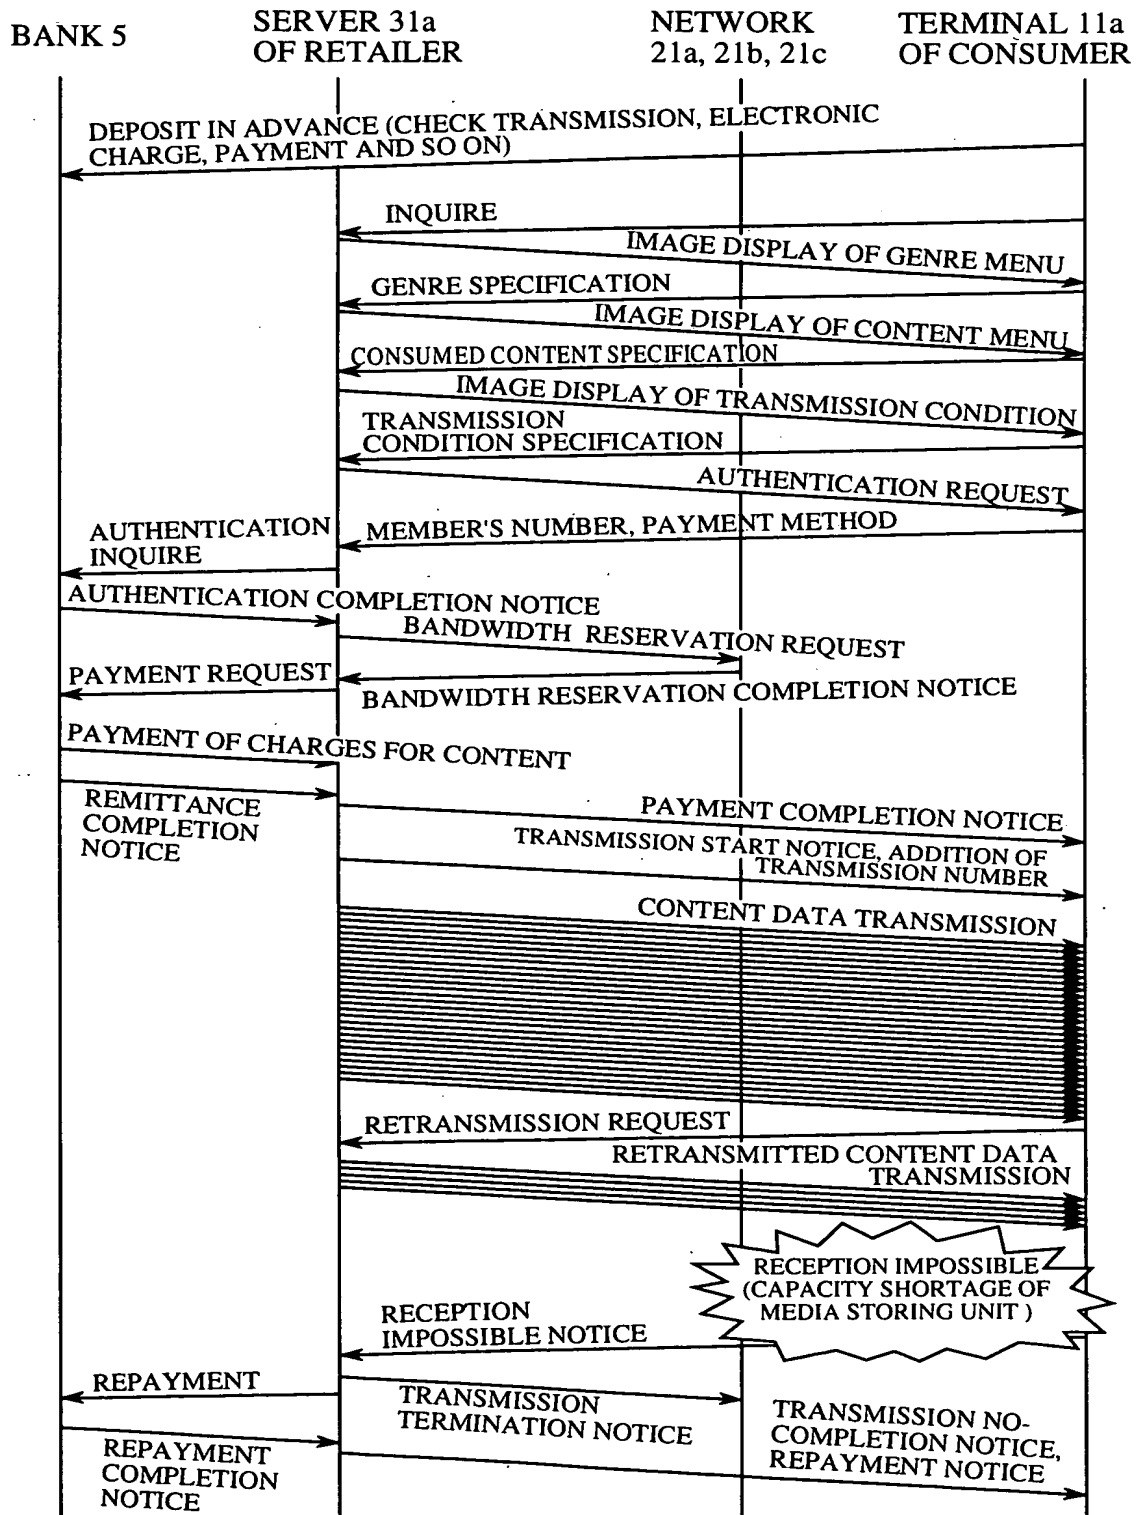 BANK 5
SERVER 31a
OF RETAILER
NETWORK
21a, 21b, 21c
TERMINAL 11a
OF CONSUMER
DEPOSIT IN ADVANCE (CHECK TRANSMISSION, ELECTRONIC
CHARGE, PAYMENT AND SO ON)
INQUIRE
IMAGE DISPLAY OF GENRE MENU
GENRE SPECIFICATION
IMAGE DISPLAY OF CONTENT MENU
CONSUMED CONTENT SPECIFICATION
IMAGE DISPLAY OF TRANSMISSION CONDITION
TRANSMISSION
CONDITION SPECIFICATION
AUTHENTICATION REQUEST
MEMBER'S NUMBER, PAYMENT METHOD
AUTHENTICATION
INQUIRE
AUTHENTICATION COMPLETION NOTICE
BANDWIDTH RESERVATION REQUEST
PAYMENT REQUEST
BANDWIDTH RESERVATION COMPLETION NOTICE
PAYMENT OF CHARGES FOR CONTENT
REMITTANCE
COMPLETION
NOTICE
PAYMENT COMPLETION NOTICE
TRANSMISSION START NOTICE, ADDITION OF
TRANSMISSION NUMBER
CONTENT DATA TRANSMISSION
RETRANSMISSION REQUEST
RETRANSMITTED CONTENT DATA
TRANSMISSION
RECEPTION IMPOSSIBLE
(CAPACITY SHORTAGE OF
MEDIA STORING UNIT )
RECEPTION
IMPOSSIBLE NOTICE
REPAYMENT
TRANSMISSION
TERMINATION NOTICE
TRANSMISSION NO-
COMPLETION NOTICE,
REPAYMENT NOTICE
REPAYMENT
COMPLETION
NOTICE